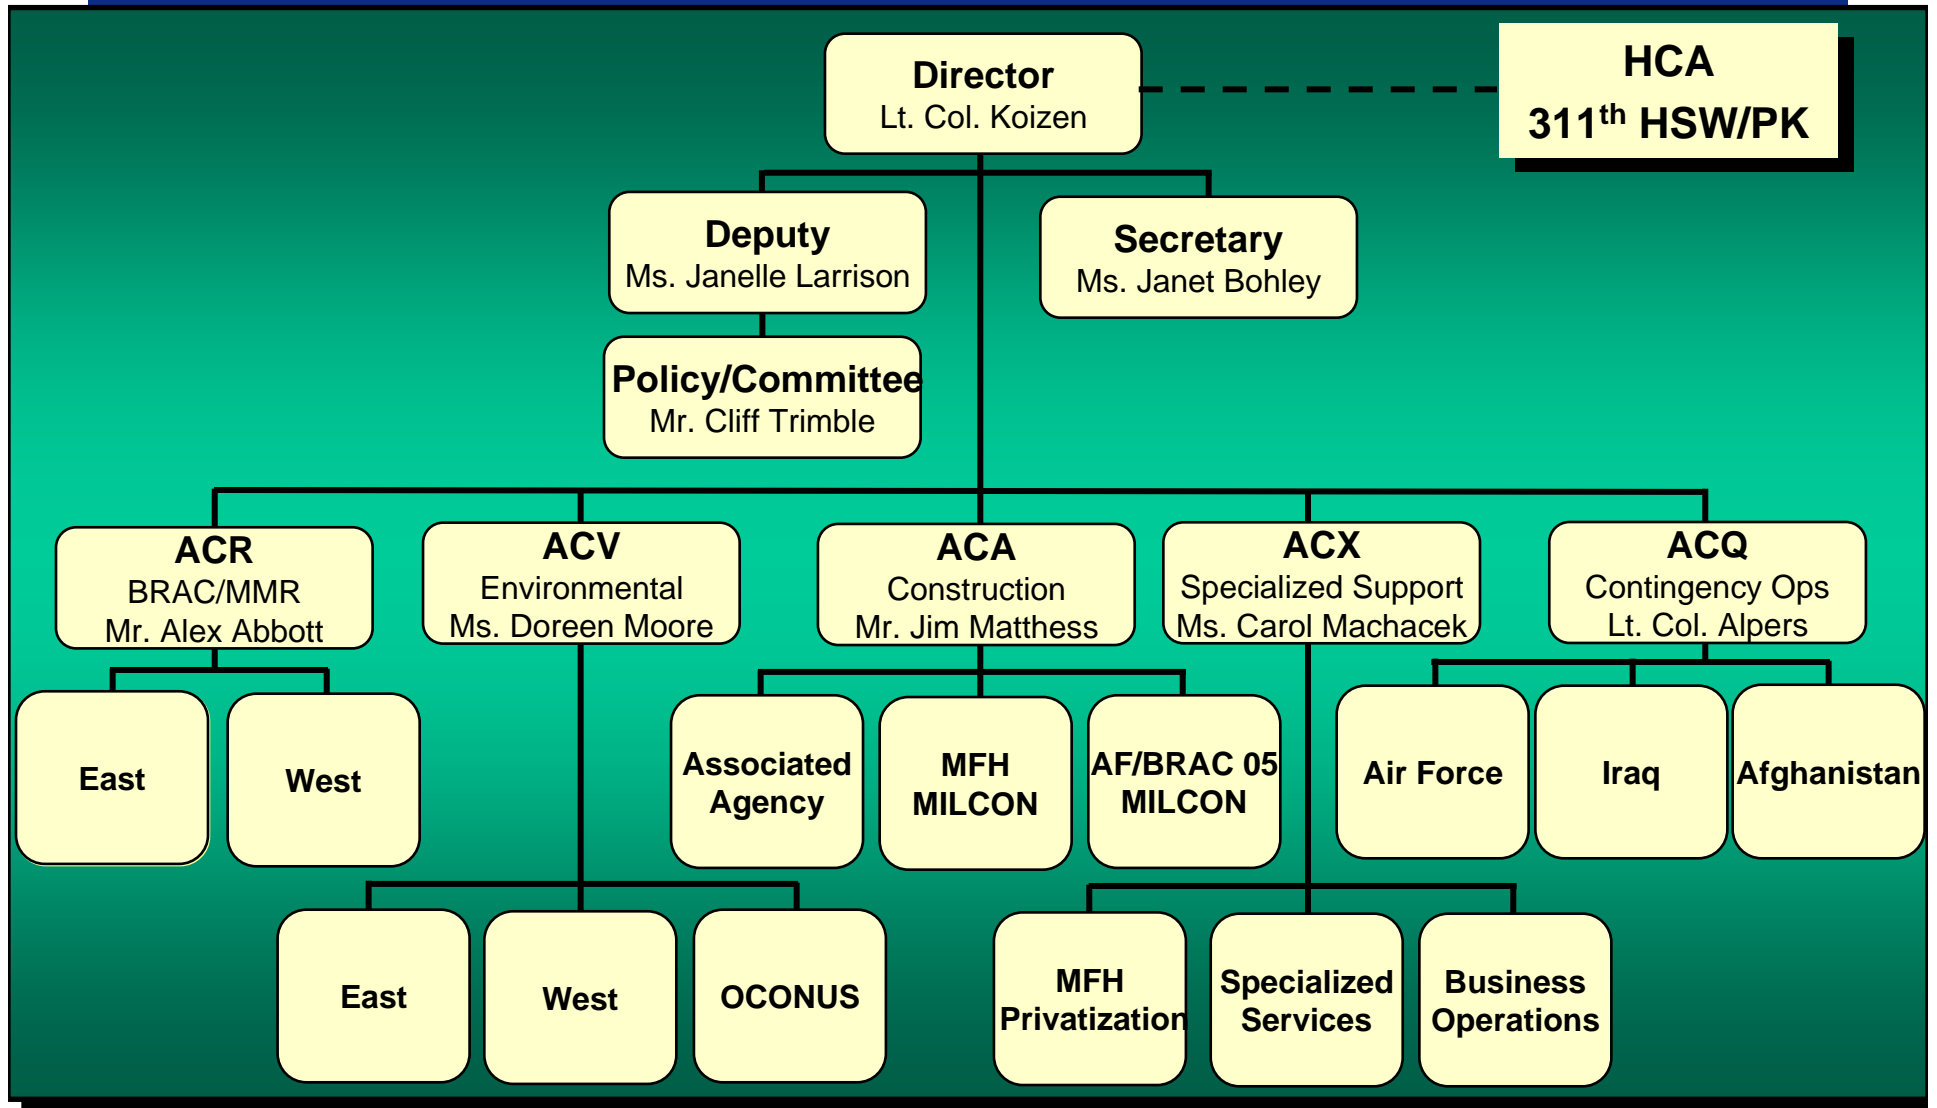 Director
Lt. Col. Koizen
HCA
311th HSW/PK
Deputy
Ms. Janelle Larrison
Secretary
Ms. Janet Bohley
Policy/Committee
Mr. Cliff Trimble
ACR
BRAC/MMR
Mr. Alex Abbott
ACV
Environmental
Ms. Doreen Moore
ACA
Construction
Mr. Jim Matthess
ACX
Specialized Support
Ms. Carol Machacek
ACQ
Contingency Ops
Lt. Col. Alpers
East
West
Associated
Agency
MFH
MILCON
AF/BRAC 05
MILCON
Air Force
Iraq
Afghanistan
East
West
OCONUS
MFH
Privatization
Specialized
Services
Business
Operations